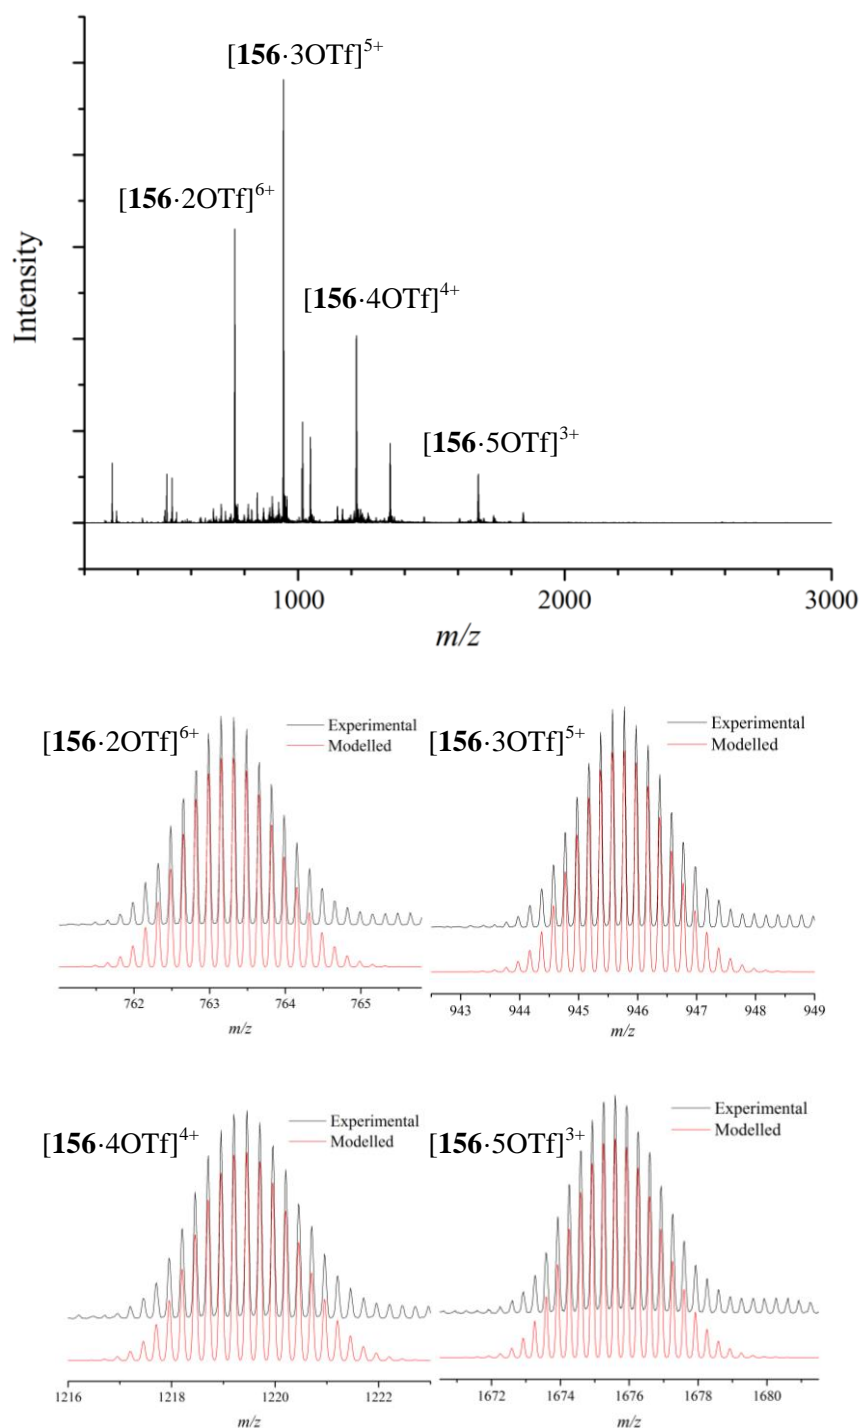 [156·3OTf]⁵⁺
[156·2OTf]⁶⁺
[156·4OTf]⁴⁺
[156·5OTf]³⁺
Intensity
1000 2000 3000
m/z
[156·2OTf]⁶⁺
Experimental
Modelled
762 763 764 765
m/z
[156·3OTf]⁵⁺
Experimental
Modelled
943 944 945 946 947 948 949
m/z
[156·4OTf]⁴⁺
Experimental
Modelled
1216 1218 1220 1222
m/z
[156·5OTf]³⁺
Experimental
Modelled
1672 1674 1676 1678 1680
m/z